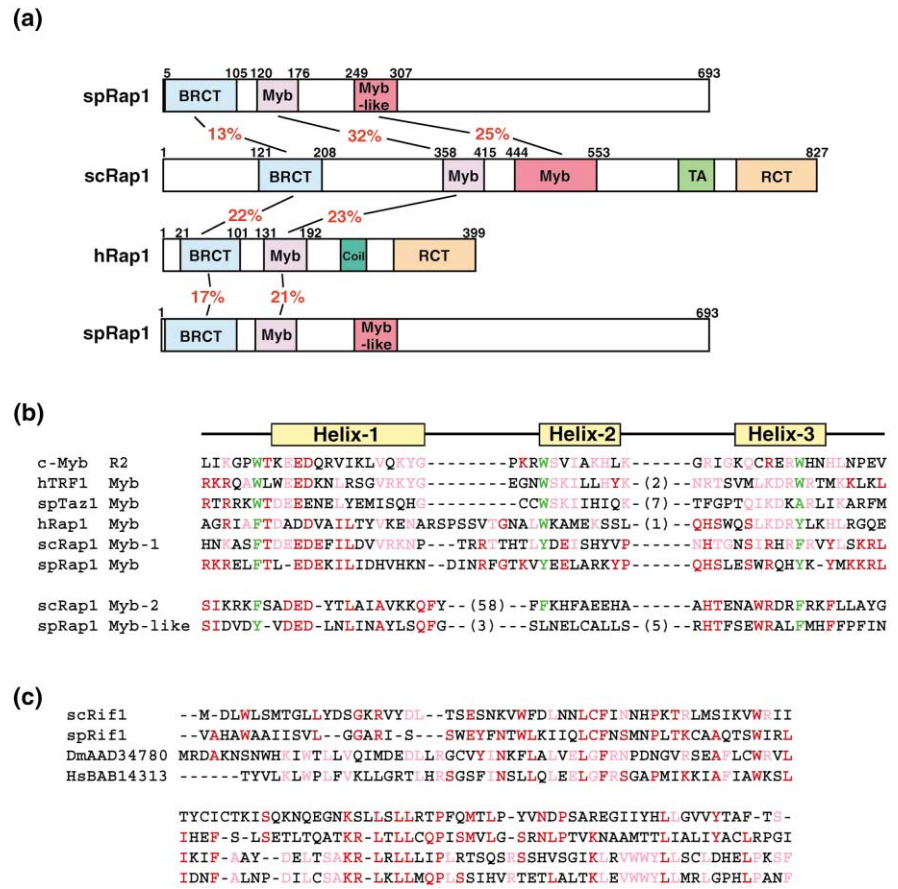 (a)
5 105 120 176 249 307 693
spRap1 BRCT Myb Myb
-like
13% 32% 25%
1 121 208 358 415 444 553 827
scRap1 BRCT Myb Myb TA RCT
22% 23%
1 21 101 131 192 399
hRap1 BRCT Myb Coil RCT
17% 21%
1 693
spRap1 BRCT Myb Myb
-like
(b)
Helix-1 Helix-2 Helix-3
c-Myb R2 LIKGPWTKEEDQRVIKLVQKYG---------PKRWSVIAKHLK-----GRIGKQCRERWHNHLNPEV
hTRF1 Myb RKRQAWLWEEDKNLRSGVRKYG---------EGNWSKILLHYK-(2)--NRTSVMLKDRWRTMKKLKL
spTaz1 Myb RTRRKWTDEEENELYEMISQHG---------CCWSKIIHIQK-(7)--TFGPTQIKDKARLIKARFM
hRap1 Myb AGRIAFTDADDVAILTYVKENARSPSSVTGNALWKAMEKSSL-(1)--QHSWQSLKDRYLKHLRGQE
scRap1 Myb-1 HNKASFTDEEDEFILDVVRKNP---TRRTTHTLYDEISHYVP-----NHTGNSIRHRFRVYLSKRL
spRap1 Myb RKRELFTL-EDEKILIDHVHKN--DINRFGTKVYEELARKYP-----QHSLESWRQHYK-YMKKRL
scRap1 Myb-2 SIKRKFSADED-YTLAIAVKKQFY--(58)---FFKHFAEEHA-----AHTENAWRDRFRKFLLAYG
spRap1 Myb-like SIDVDY-VDED-LNLINAYLSQFG--(3)---SLNELCALLS--(5)--RHTFSEWRALFMHFFPFIN
(c)
scRif1 --M-DLWLSMTGLLYDSGKRVYDL--TSESNKVWFDLNNLCFINNHPKTRLMSIKVWRII
spRif1 --VAHAWAAIISVL--GGARI-S---SWEYFNTWLKIIQLCFNSMNPLTKCAAQTSWIRL
DmAAD34780 MRDAKNSNWHKIWTLLVQIMDEDLLRGCVYINKFLALVELGFRNPDNGVRSEAFLCWRVL
HsBAB14313 ------TYVLKLWPLFVKLLGRTLHRSGSFINSLLQLEELGFRSGAPMIKKIAFIAWKSL
TYCICTKISQKNQEGNKSLLSLLRTPFQMTLP-YVNDPSAREGIIYHLLGVVYTAF-TS-
IHEF-S-LSETLTQATKR-LTLLCQPISMVLG-SRNLPTVKNAAMTTLIALIYACLRPGI
IKIF-AAY--DELTSAKR-LRLLLIPLRTSQSRSSHVSGIKLRVWWYLLSCLDHELPKSF
IDNF-ALNP-DILCSAKR-LKLLMQPLSSIHVRTETLALTKLEVWWYLLMRLGPHLPANF